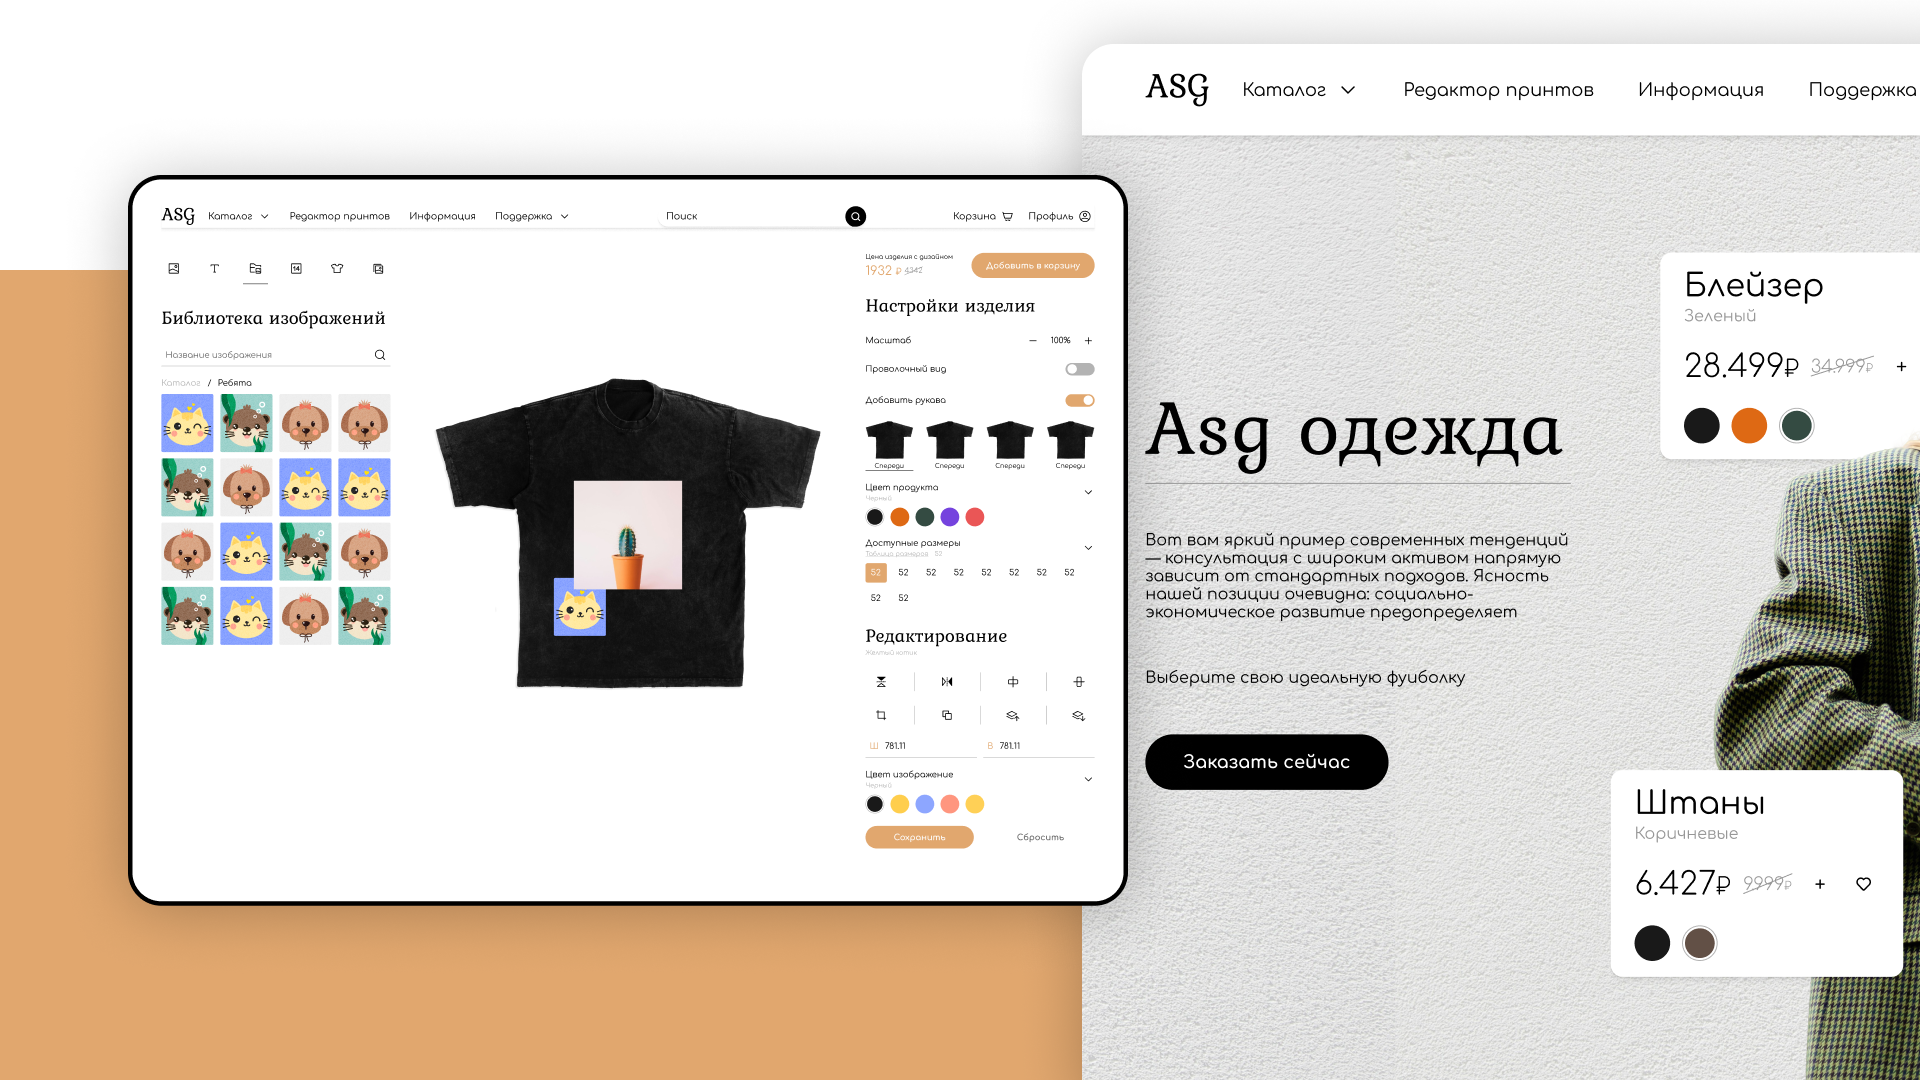 ASG
Каталог
Редактор принтов
Информация
Поддержка
Поиск
Корзина
Профиль
Библиотека изображений
Название изображения
Каталог / Ребята
Цена изделия с дизайном
1932 ₽ 4242
Добавить в корзину
Настройки изделия
Масштаб
− 100% +
Проволочный вид
Добавить рукава
Спереди
Спереди
Спереди
Спереди
Цвет продукта
Черный
Доступные размеры
Таблица размеров 52
52 52 52 52 52 52 52 52
52 52
Редактирование
Желтый котик
Ш 781.11
В 781.11
Цвет изображение
Черный
Сохранить
Сбросить
ASG
Каталог
Редактор принтов
Информация
Поддержка
Asg одежда
Вот вам яркий пример современных тенденций
— консультация с широким активом напрямую
зависит от стандартных подходов. Ясность
нашей позиции очевидна: социально-
экономическое развитие предопределяет
Выберите свою идеальную фуиболку
Заказать сейчас
Блейзер
Зеленый
28.499₽ 34.999₽ +
Штаны
Коричневые
6.427₽ 9999₽ +